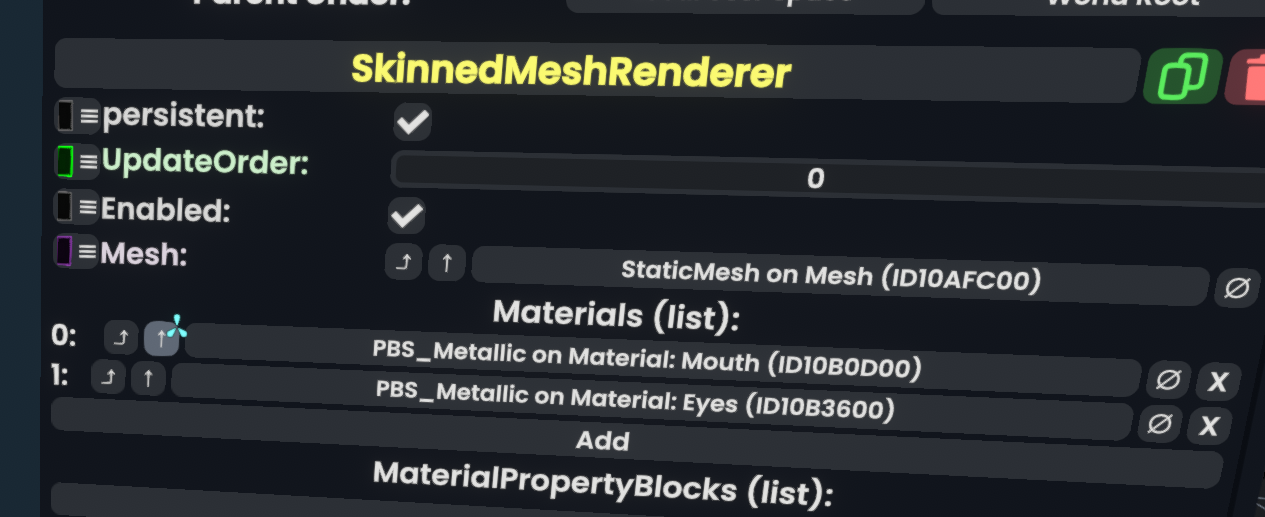 SkinnedMeshRenderer
persistent:
UpdateOrder: 0
Enabled:
Mesh: StaticMesh on Mesh (ID10AFC00) ∅
Materials (list):
0: PBS_Metallic on Material: Mouth (ID10B0D00) ∅ X
1: PBS_Metallic on Material: Eyes (ID10B3600) ∅ X
Add
MaterialPropertyBlocks (list):